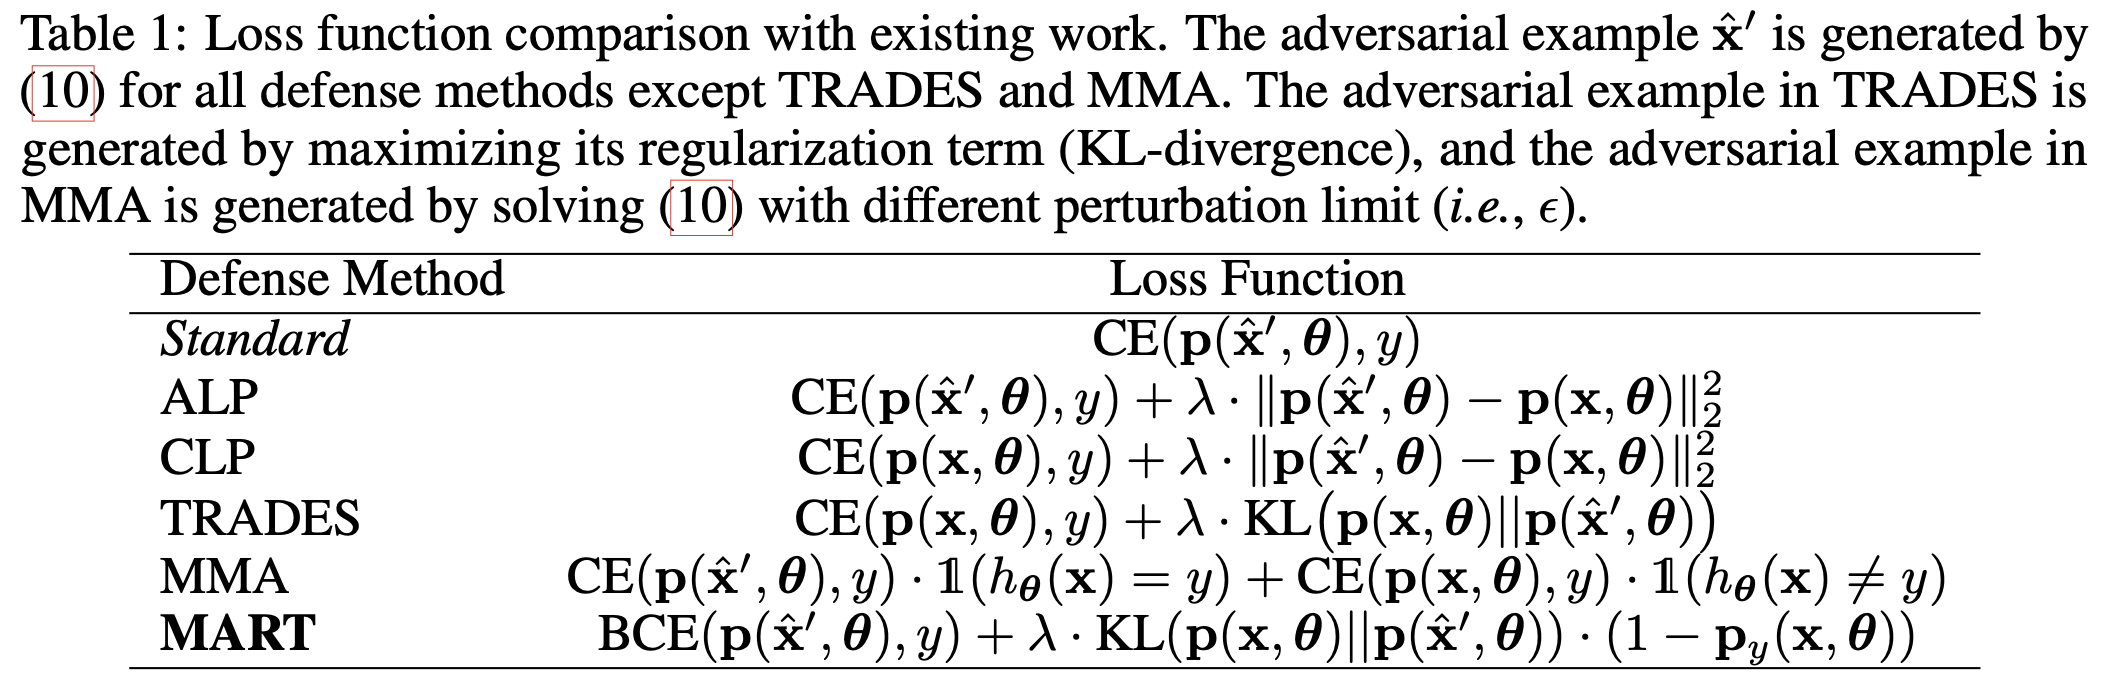 Table 1: Loss function comparison with existing work. The adversarial example x̂′ is generated by
(10) for all defense methods except TRADES and MMA. The adversarial example in TRADES is
generated by maximizing its regularization term (KL-divergence), and the adversarial example in
MMA is generated by solving (10) with different perturbation limit (i.e., ϵ).
Defense Method Loss Function
Standard CE(p(x̂′, θ), y)
ALP CE(p(x̂′, θ), y) + λ · ‖p(x̂′, θ) − p(x, θ)‖₂²
CLP CE(p(x, θ), y) + λ · ‖p(x̂′, θ) − p(x, θ)‖₂²
TRADES CE(p(x, θ), y) + λ · KL(p(x, θ)||p(x̂′, θ))
MMA CE(p(x̂′, θ), y) · 𝟙(h_θ(x) = y) + CE(p(x, θ), y) · 𝟙(h_θ(x) ≠ y)
MART BCE(p(x̂′, θ), y) + λ · KL(p(x, θ)||p(x̂′, θ)) · (1 − p_y(x, θ))